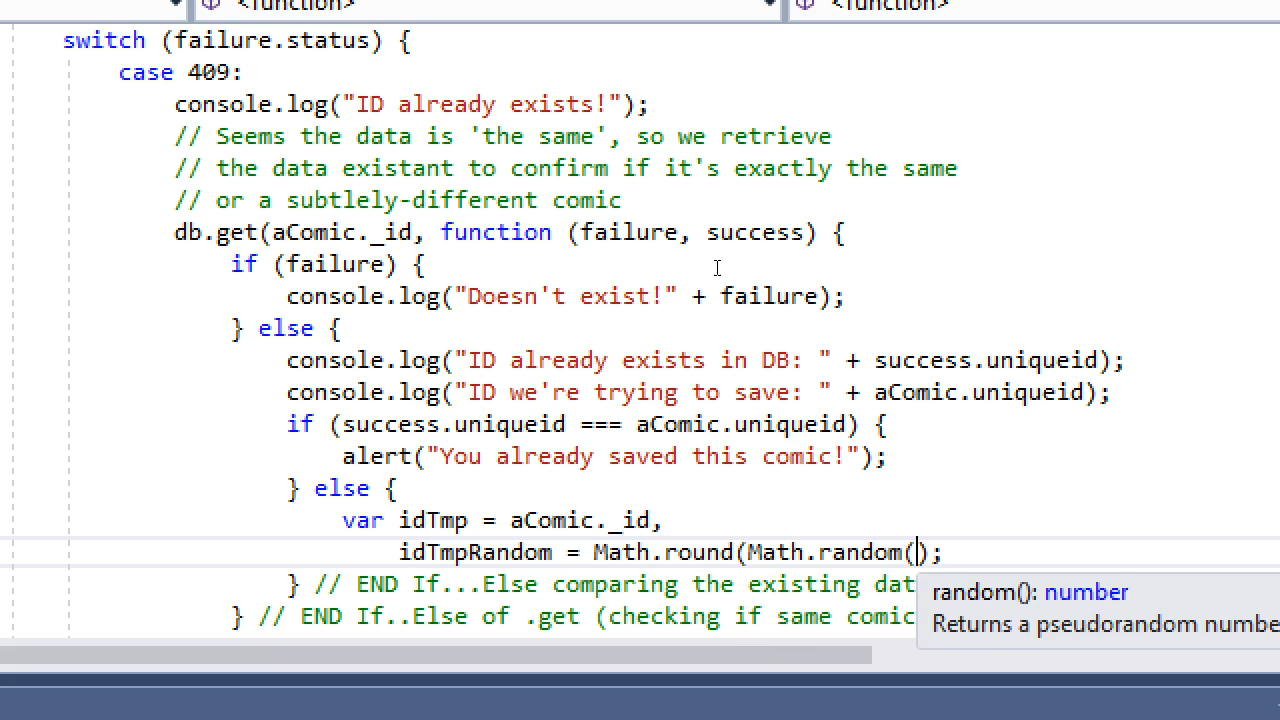 <function>
<function>
switch (failure.status) {
case 409:
console.log("ID already exists!");
// Seems the data is 'the same', so we retrieve
// the data existant to confirm if it's exactly the same
// or a subtlely-different comic
db.get(aComic._id, function (failure, success) {
if (failure) {
console.log("Doesn't exist!" + failure);
} else {
console.log("ID already exists in DB: " + success.uniqueid);
console.log("ID we're trying to save: " + aComic.uniqueid);
if (success.uniqueid === aComic.uniqueid) {
alert("You already saved this comic!");
} else {
var idTmp = aComic._id,
idTmpRandom = Math.round(Math.random();
} // END If...Else comparing the existing dat
random(): number
} // END If..Else of .get (checking if same comic
Returns a pseudorandom numbe